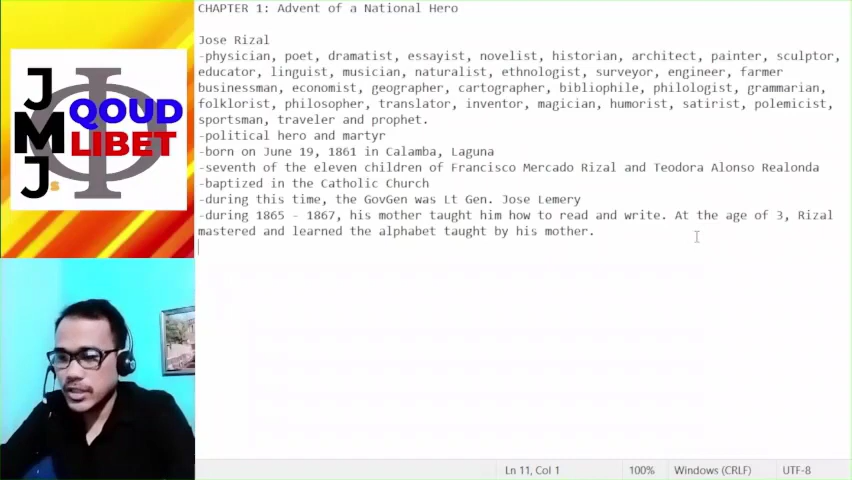 CHAPTER 1: Advent of a National Hero
Jose Rizal
-physician, poet, dramatist, essayist, novelist, historian, architect, painter, sculptor,
educator, linguist, musician, naturalist, ethnologist, surveyor, engineer, farmer
businessman, economist, geographer, cartographer, bibliophile, philologist, grammarian,
folklorist, philosopher, translator, inventor, magician, humorist, satirist, polemicist,
sportsman, traveler and prophet.
-political hero and martyr
-born on June 19, 1861 in Calamba, Laguna
-seventh of the eleven children of Francisco Mercado Rizal and Teodora Alonso Realonda
-baptized in the Catholic Church
-during this time, the GovGen was Lt Gen. Jose Lemery
-during 1865 - 1867, his mother taught him how to read and write. At the age of 3, Rizal
mastered and learned the alphabet taught by his mother.
J
M
J
s
QOUD
LIBET
Ln 11, Col 1
100%
Windows (CRLF)
UTF-8